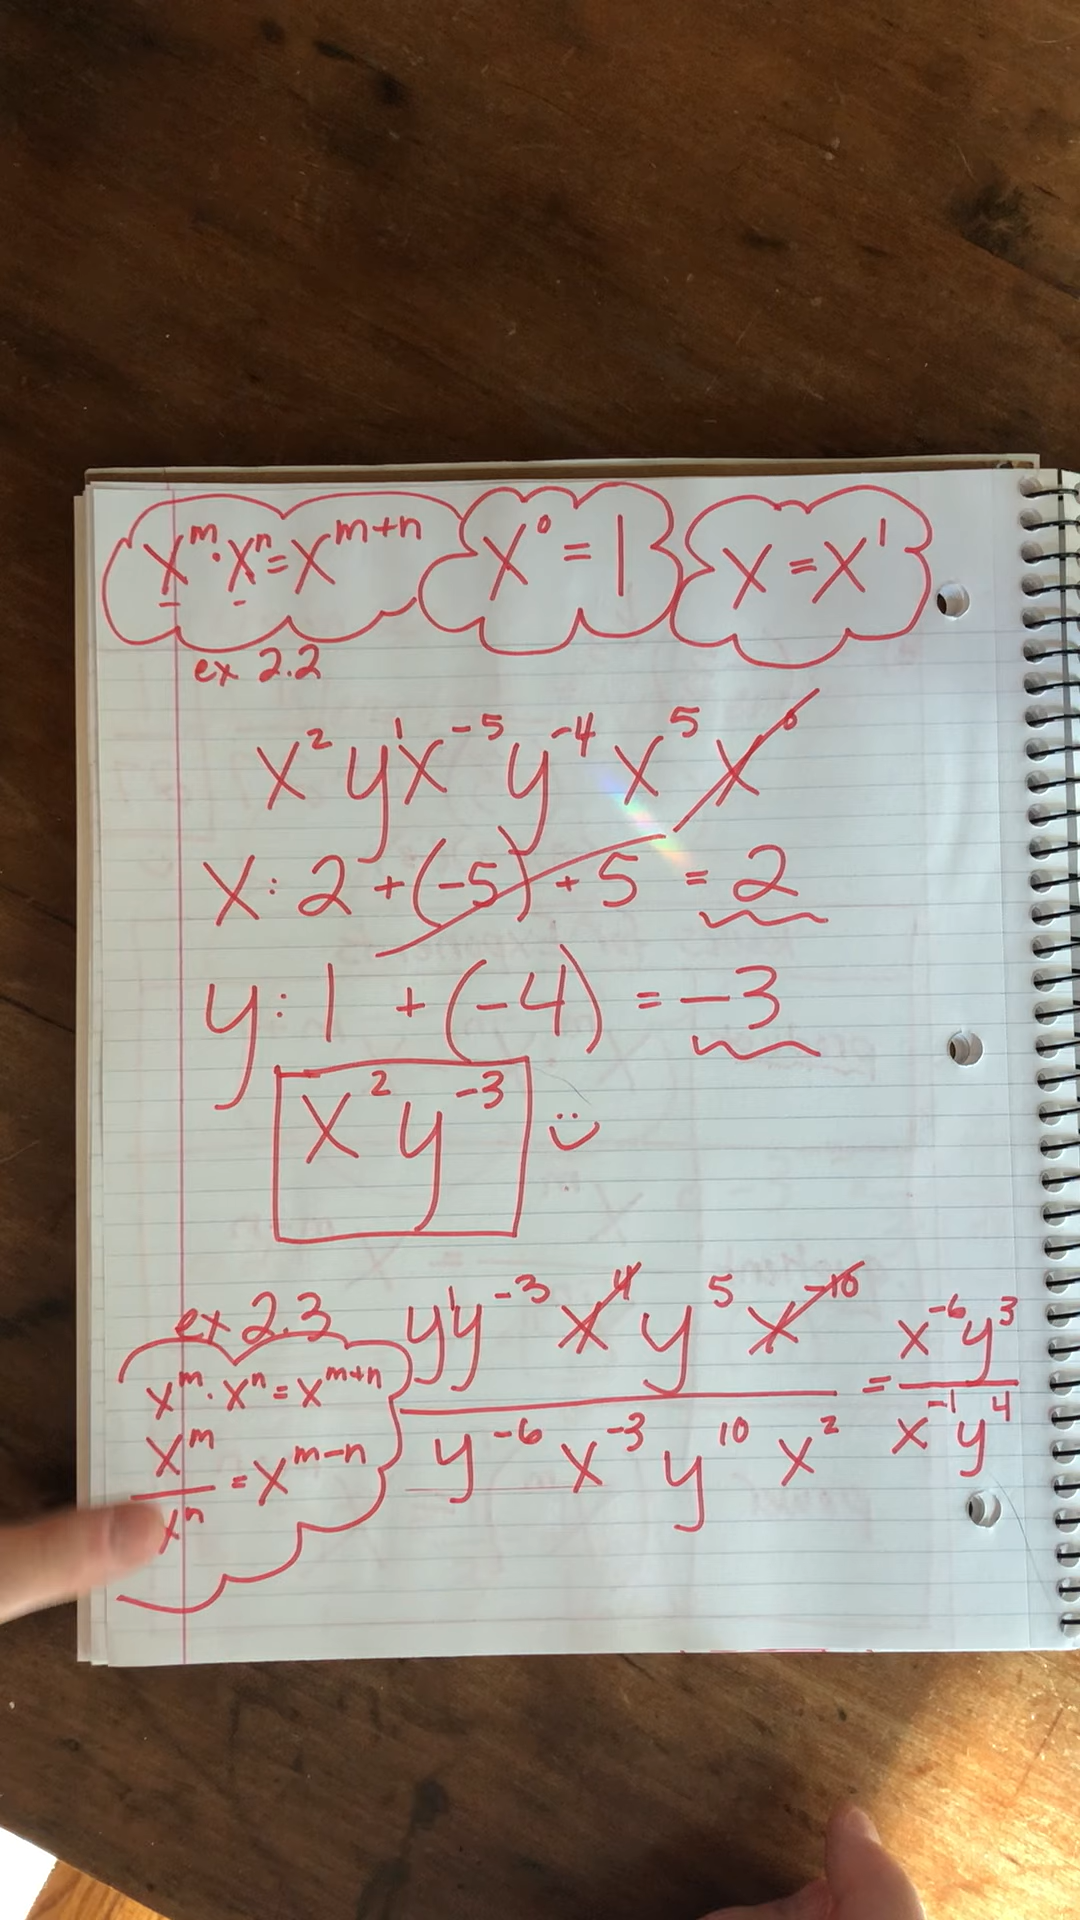 x^m · x^n = x^{m+n} x^0 = 1 x = x^1
ex 2.2
x^2 y^1 x^{-5} y^{-4} x^5 x^0
x: 2 + (-5) + 5 = 2
y: 1 + (-4) = -3
x^2 y^{-3} :)
ex 2.3
x^m · x^n = x^{m+n}
x^m / x^n = x^{m-n}
y^1 y^{-3} x^4 y^5 x^{-10} / y^{-6} x^{-3} y^{10} x^2 = x^{-6} y^3 / x^{-1} y^4